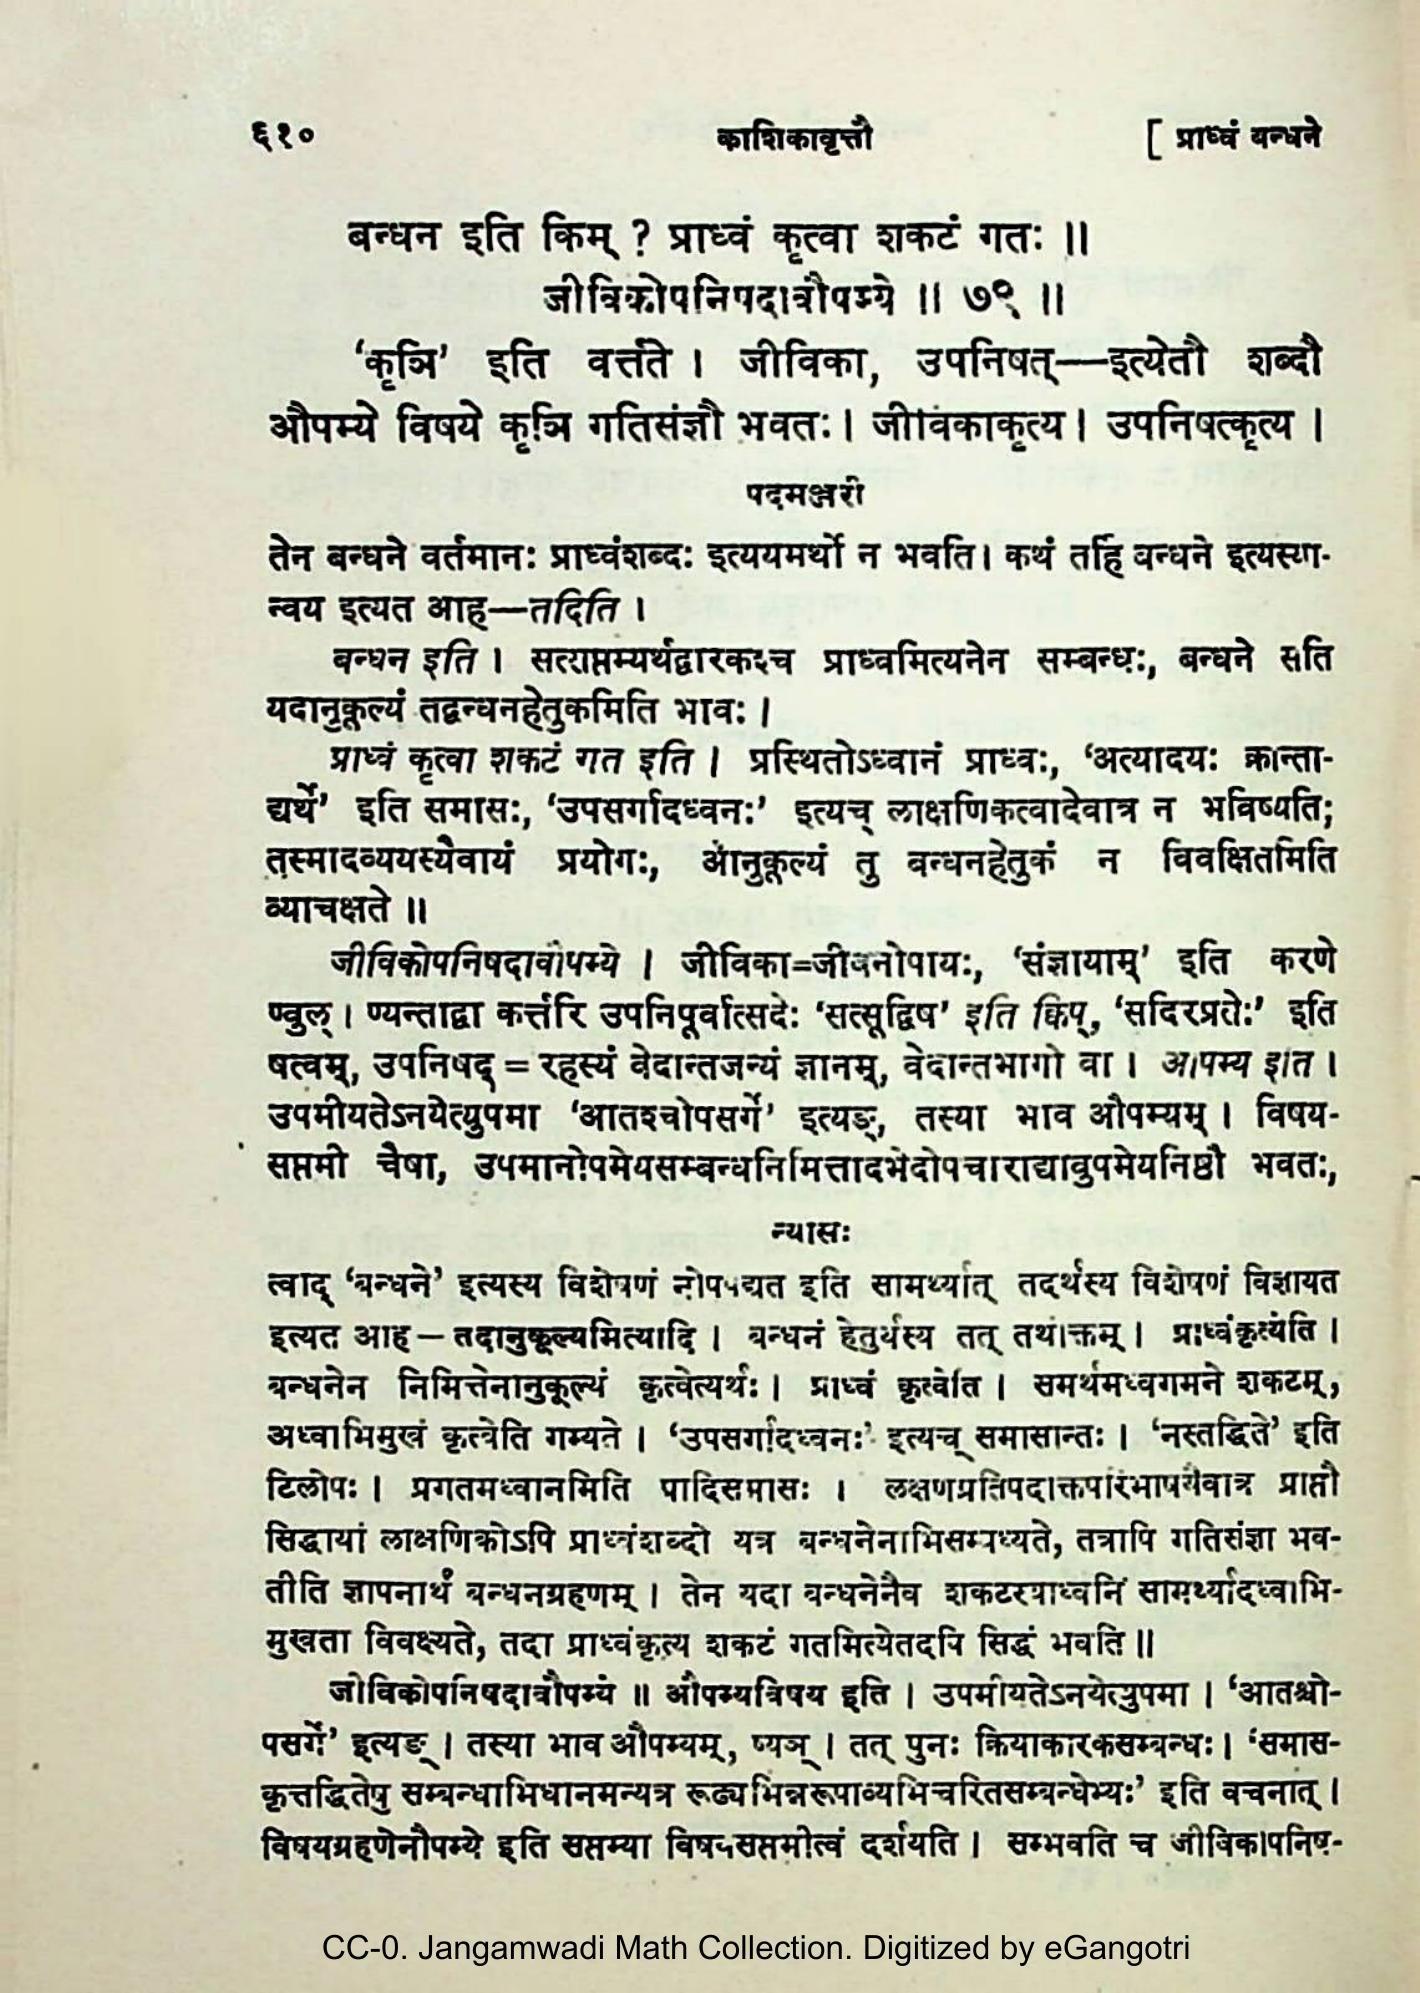 ६१० काशिकावृत्तौ [ प्राध्वं बन्धने
बन्धन इति किम् ? प्राध्वं कृत्वा शकटं गतः ॥
जीविकोपनिषदावौपम्ये ॥ ७९ ॥
‘कृञि’ इति वर्त्तते । जीविका, उपनिषत्—इत्येतौ शब्दौ
औपम्ये विषये कृञि गतिसंज्ञौ भवतः । जीविकाकृत्य । उपनिषत्कृत्य ।
पदमञ्जरी
तेन बन्धने वर्तमानः प्राध्वंशब्दः इत्ययमर्थो न भवति । कथं तर्हि बन्धने इत्यस्या-
न्वय इत्यत आह—तदिति ।
बन्धन इति । सत्सप्तम्यर्थद्वारकश्च प्राध्वमित्यनेन सम्बन्धः, बन्धने सति
यदानुकूल्यं तद्बन्धनहेतुकमिति भावः ।
प्राध्वं कृत्वा शकटं गत इति । प्रस्थितोऽध्वानं प्राध्वः, ‘अत्यादयः क्रान्ता-
द्यर्थे’ इति समासः, ‘उपसर्गादध्वनः’ इत्यच् लाक्षणिकत्वादेवात्र न भविष्यति;
तस्मादव्ययस्यैवायं प्रयोगः, आनुकूल्यं तु बन्धनहेतुकं न विवक्षितमिति
व्याचक्षते ॥
जीविकोपनिषदावौपम्ये । जीविका=जीवनोपायः, ‘संज्ञायाम्’ इति करणे
ण्वुल् । ण्यन्ताद्वा कर्त्तरि उपनिपूर्वात्सदेः ‘सत्सूद्विष’ इति क्विप्, ‘सदिरप्रतेः’ इति
षत्वम्, उपनिषद् = रहस्यं वेदान्तजन्यं ज्ञानम्, वेदान्तभागो वा । औपम्य इति ।
उपमीयतेऽनयेत्युपमा ‘आतश्चोपसर्गे’ इत्यङ्, तस्या भाव औपम्यम् । विषय-
सप्तमी चैषा, उपमानोपमेयसम्बन्धनिमित्तादभेदोपचाराद्यावुपमेयनिष्ठौ भवतः,
न्यासः
त्वाद् ‘बन्धने’ इत्यस्य विशेषणं नोपपद्यत इति सामर्थ्यात् तदर्थस्य विशेषणं विज्ञायत
इत्यत आह – तदानुकूल्यमित्यादि । बन्धनं हेतुर्यस्य तत् तथोक्तम् । प्राध्वंकृत्येति ।
बन्धनेन निमित्तेनानुकूल्यं कृत्वेत्यर्थः । प्राध्वं कृत्वेति । समर्थमध्वगमने शकटम्,
अध्वाभिमुखं कृत्वेति गम्यते । ‘उपसर्गादध्वनः’ इत्यच् समासान्तः । ‘नस्तद्धिते’ इति
टिलोपः । प्रगतमध्वानमिति पादिसमासः । लक्षणप्रतिपदोक्तपरिभाषयैवात्र प्राप्तौ
सिद्धायां लाक्षणिकोऽपि प्राध्वंशब्दो यत्र बन्धनेनाभिसम्बध्यते, तत्रापि गतिसंज्ञा भव-
तीति ज्ञापनार्थं बन्धनग्रहणम् । तेन यदा बन्धनेनैव शकटस्याध्वनि सामर्थ्यादध्वाभि-
मुखता विवक्ष्यते, तदा प्राध्वंकृत्य शकटं गतमित्येतदपि सिद्धं भवति ॥
जीविकोपनिषदावौपम्ये ॥ औपम्यविषय इति । उपमीयतेऽनयेत्युपमा । ‘आतश्चो-
पसर्गे’ इत्यङ् । तस्या भाव औपम्यम्, ष्यञ् । तत् पुनः क्रियाकारकसम्बन्धः । ‘समास-
कृत्तद्धितेषु सम्बन्धाभिधानमन्यत्र रूढ्यभिन्नरूपाव्यभिचरितसम्बन्धेभ्यः’ इति वचनात् ।
विषयग्रहणेनौपम्ये इति सप्तम्या विषयसप्तमीत्वं दर्शयति । सम्भवति च जीविकोपनिष-
CC-0. Jangamwadi Math Collection. Digitized by eGangotri